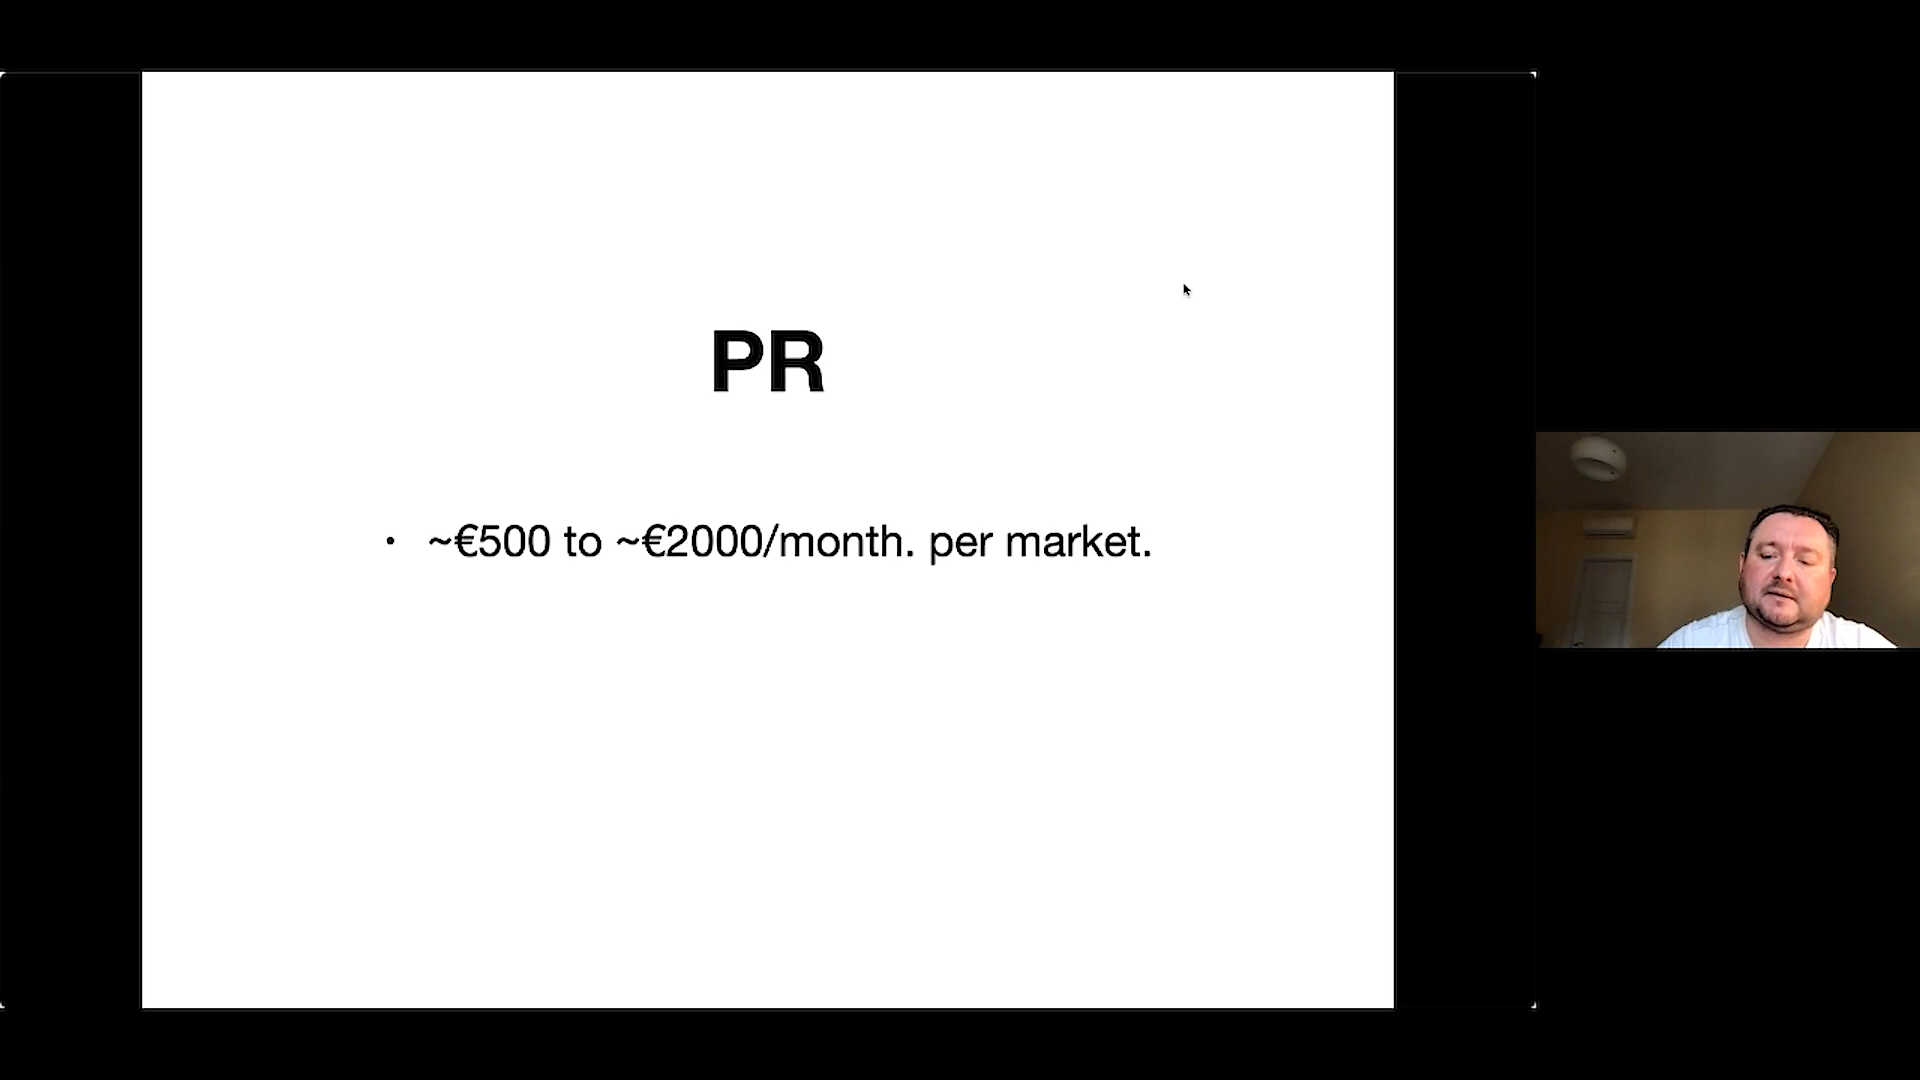 PR
• ~€500 to ~€2000/month. per market.